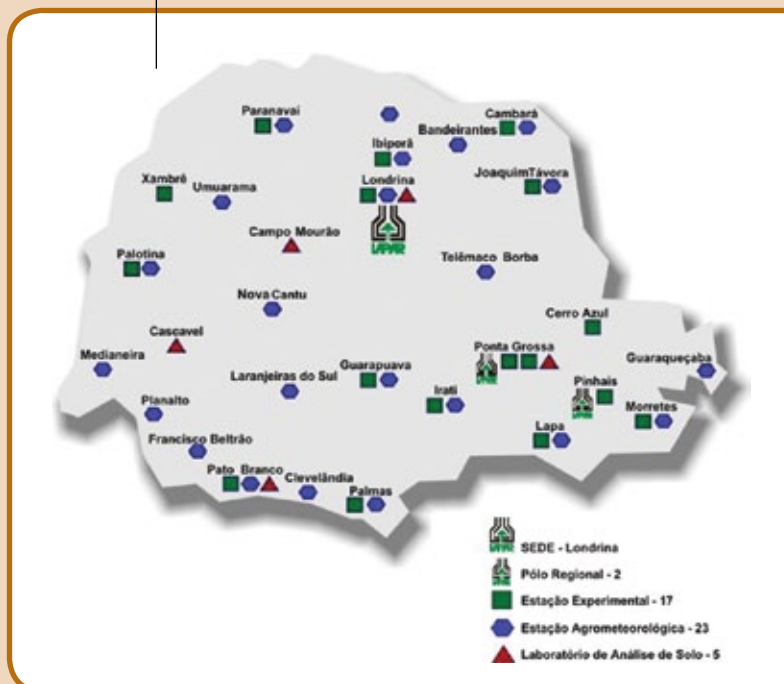 Paranavaí
Cambará
Bandeirantes
Ibiporã
Xambrê
Umuarama
Londrina
Joaquim Távora
IAPAR
Campo Mourão
Palotina
Telêmaco Borba
Nova Cantu
Cerro Azul
Cascavel
Ponta Grossa
Medianeira
Guarapuava
Guaraqueçaba
Laranjeiras do Sul
Pinhais
Irati
Planalto
Morretes
Lapa
Francisco Beltrão
Pato Branco
Clevelândia
Palmas
SEDE - Londrina
Pólo Regional - 2
Estação Experimental - 17
Estação Agrometeorológica - 23
Laboratório de Análise de Solo - 5